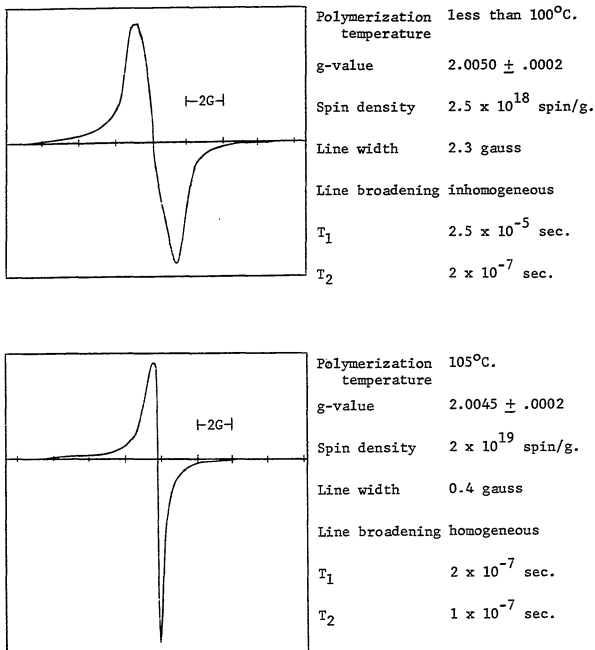 Polymerization less than 100°C.
temperature
g-value 2.0050 ± .0002
⊢2G⊣
Spin density 2.5 x 10^18 spin/g.
Line width 2.3 gauss
Line broadening inhomogeneous
T1 2.5 x 10^-5 sec.
T2 2 x 10^-7 sec.
Polymerization 105°C.
temperature
g-value 2.0045 ± .0002
⊢2G⊣
Spin density 2 x 10^19 spin/g.
Line width 0.4 gauss
Line broadening homogeneous
T1 2 x 10^-7 sec.
T2 1 x 10^-7 sec.